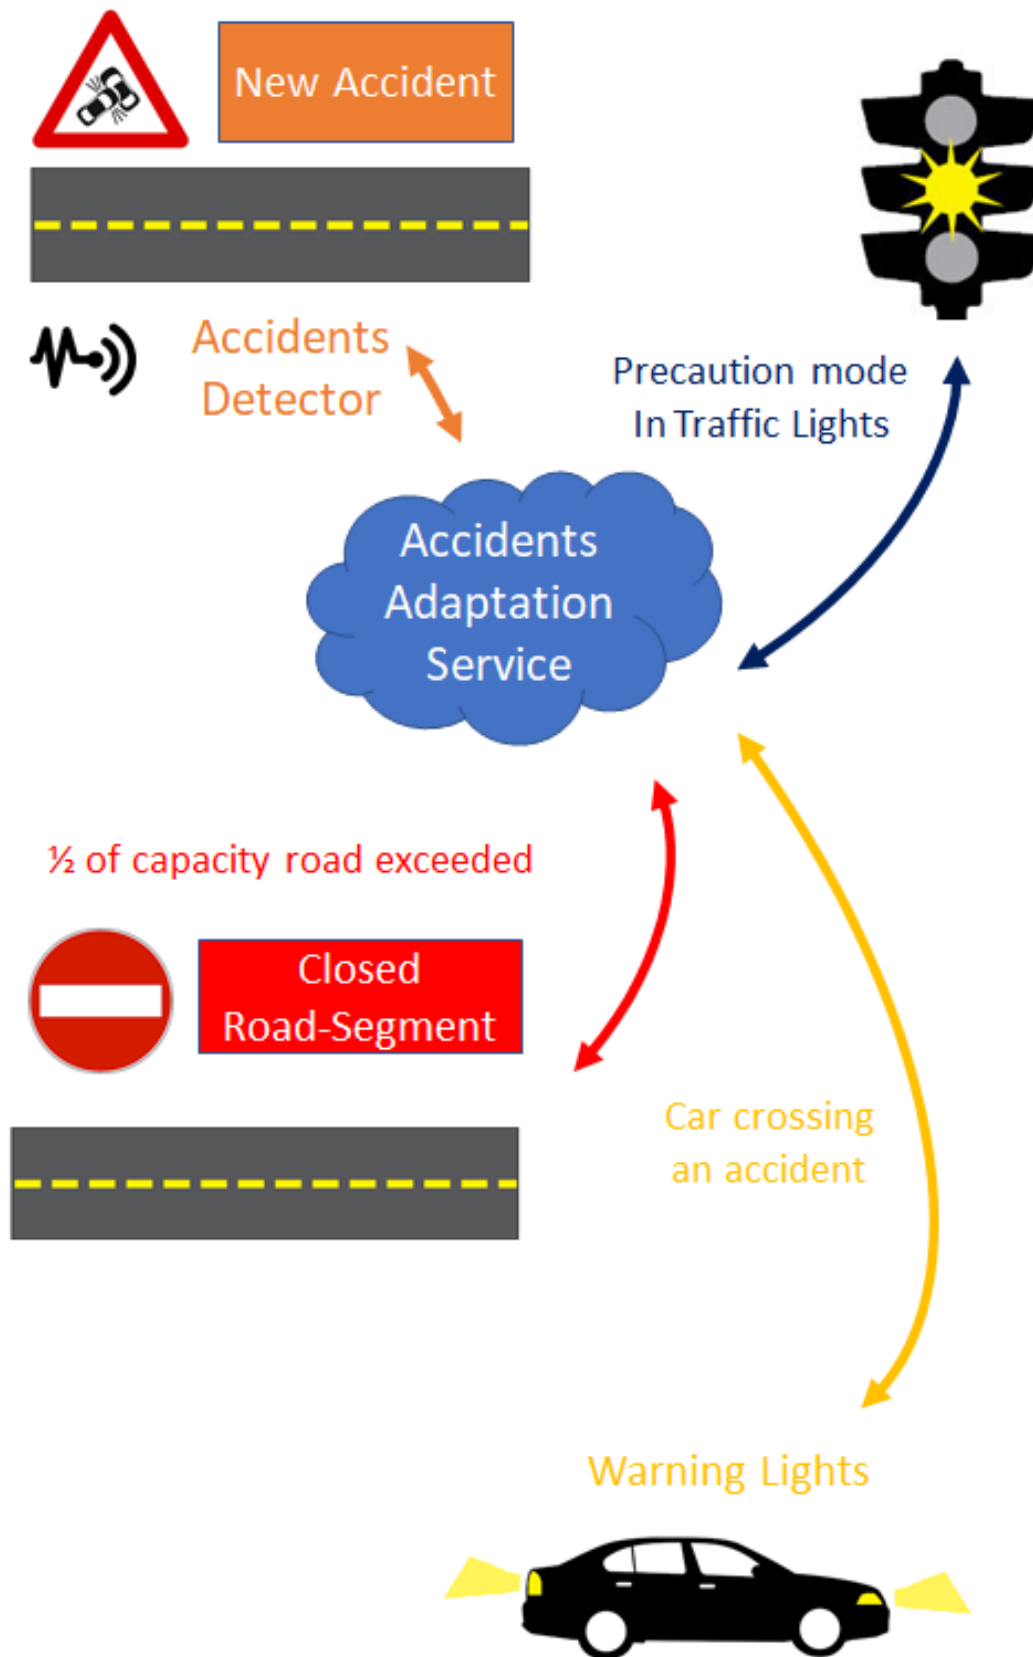 New Accident
Accidents
Detector
Precaution mode
In Traffic Lights
Accidents
Adaptation
Service
½ of capacity road exceeded
Closed
Road-Segment
Car crossing
an accident
Warning Lights